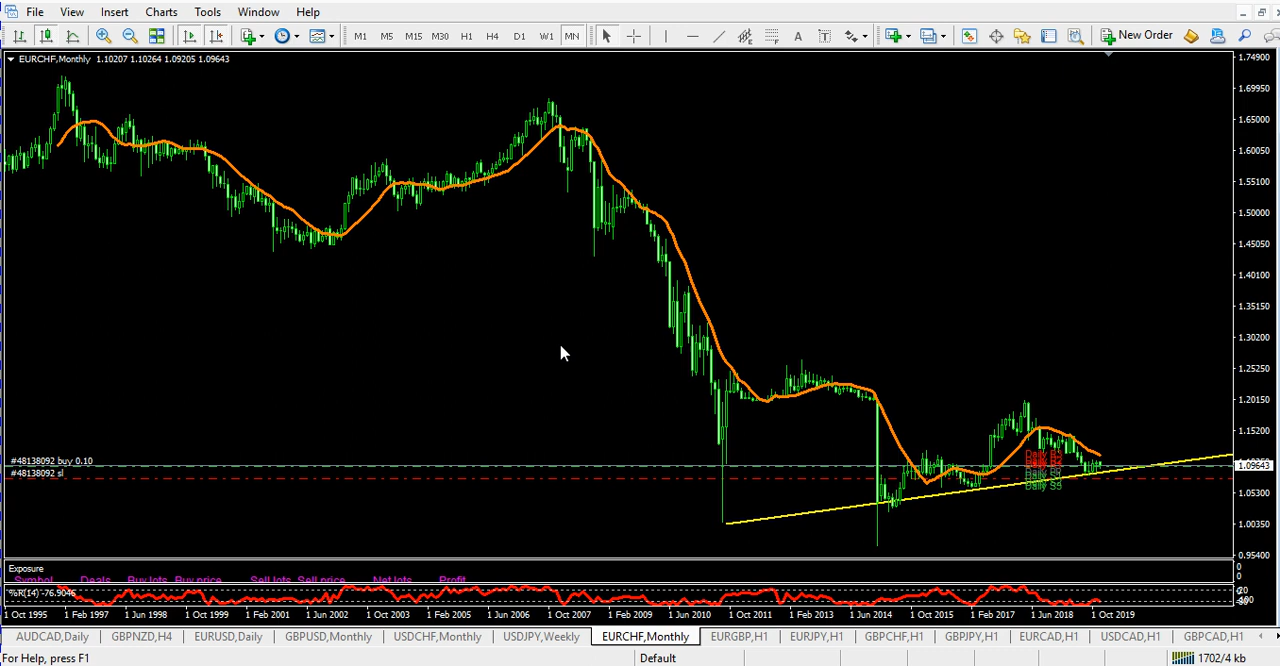 File View Insert Charts Tools Window Help
M1 M5 M15 M30 H1 H4 D1 W1 MN A T New Order
EURCHF,Monthly 1.10207 1.10264 1.09205 1.09643
1.74900
1.69950
1.65000
1.60050
1.55100
1.50000
1.45050
1.40100
1.35150
1.30200
1.25250
1.20150
1.15200
1.09643
1.05300
1.00350
0.95400
#48138092 buy 0.10
#48138092 sl
Daily S3
Exposure
0
0
Symbol Deals Buy lots Buy price Sell lots Sell price Net lots Profit
%R(14) -76.9046
1 Oct 1995 1 Feb 1997 1 Jun 1998 1 Oct 1999 1 Feb 2001 1 Jun 2002 1 Oct 2003 1 Feb 2005 1 Jun 2006 1 Oct 2007 1 Feb 2009 1 Jun 2010 1 Oct 2011 1 Feb 2013 1 Jun 2014 1 Oct 2015 1 Feb 2017 1 Jun 2018 1 Oct 2019
AUDCAD,Daily GBPNZD,H4 EURUSD,Daily GBPUSD,Monthly USDCHF,Monthly USDJPY,Weekly EURCHF,Monthly EURGBP,H1 EURJPY,H1 GBPCHF,H1 GBPJPY,H1 EURCAD,H1 USDCAD,H1 GBPCAD,H1
For Help, press F1 Default 1702/4 kb